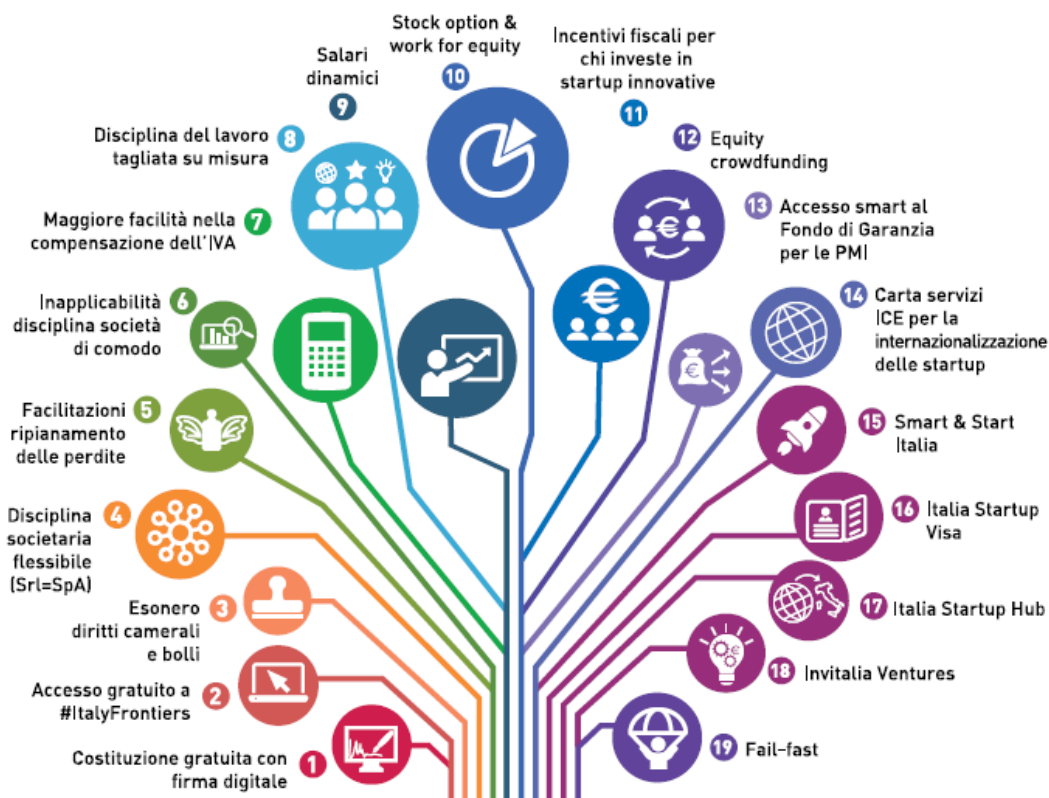 1
Costituzione gratuita con
firma digitale
2
Accesso gratuito a
#ItalyFrontiers
3
Esonero
diritti camerali
e bolli
4
Disciplina
societaria
flessibile
(Srl=SpA)
5
Facilitazioni
ripianamento
delle perdite
6
Inapplicabilità
disciplina società
di comodo
7
Maggiore facilità nella
compensazione dell'IVA
8
Disciplina del lavoro
tagliata su misura
Salari
dinamici
9
Stock option &
work for equity
10
Incentivi fiscali per
chi investe in
startup innovative
11
12
Equity
crowdfunding
13
Accesso smart al
Fondo di Garanzia
per le PMI
14
Carta servizi
ICE per la
internazionalizzazione
delle startup
15
Smart & Start
Italia
16
Italia Startup
Visa
17
Italia Startup Hub
18
Invitalia Ventures
19
Fail-fast
€
€
€
€